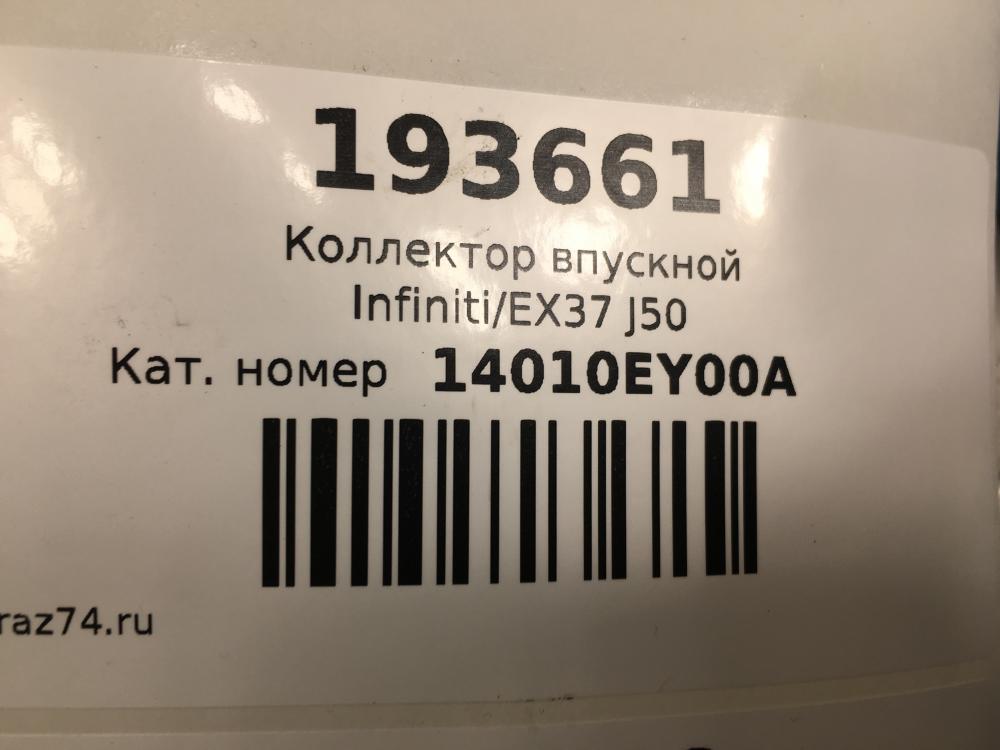 193661
Коллектор впускной
Infiniti/EX37 J50
Кат. номер 14010EY00A
raz74.ru